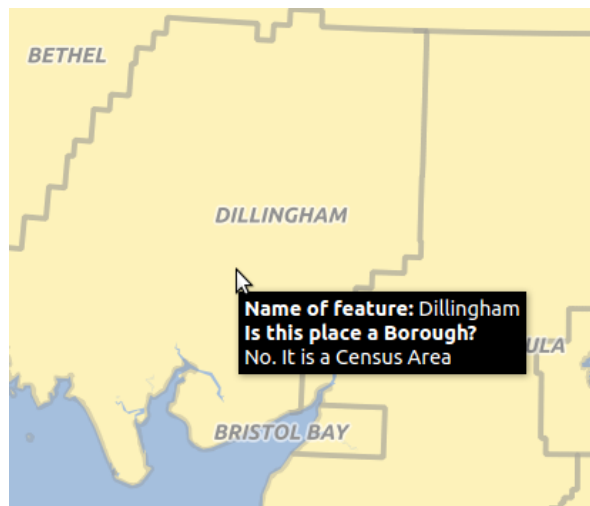 BETHEL
DILLINGHAM
Name of feature: Dillingham
Is this place a Borough?
No. It is a Census Area
ULA
BRISTOL BAY